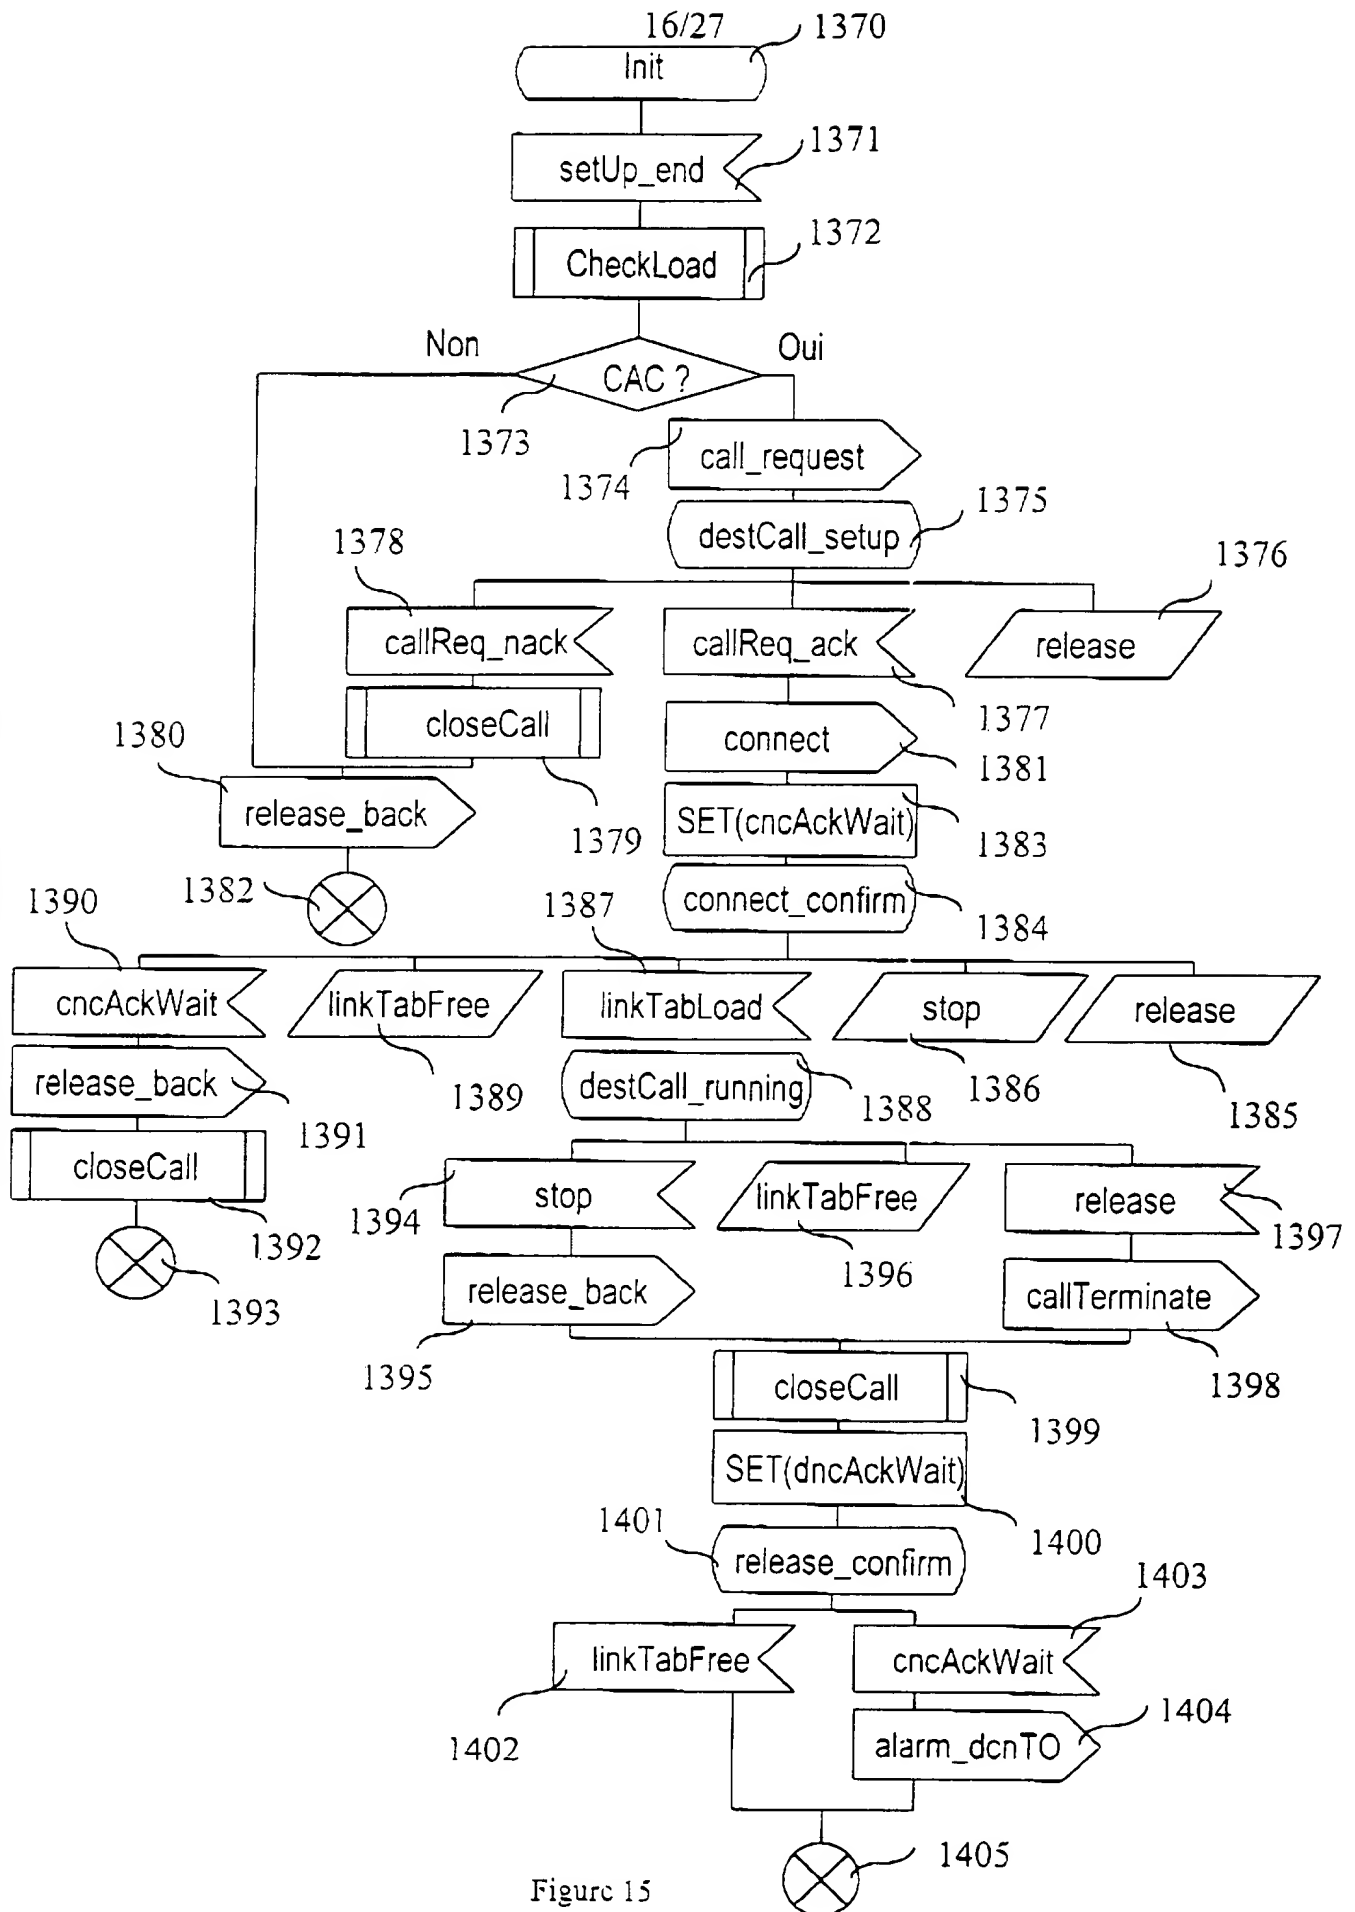 16/27
1370
Init
1371
setUp_end
1372
CheckLoad
Non
Oui
CAC ?
1373
call_request
1374
1375
destCall_setup
1378
1376
callReq_nack
callReq_ack
release
1377
closeCall
connect
1380
1381
release_back
1379
SET(cncAckWait)
1383
1382
connect_confirm
1384
1390
1387
cncAckWait
linkTabFree
linkTabLoad
stop
release
release_back
1389
destCall_running
1388
1386
1385
1391
closeCall
1394
stop
linkTabFree
release
1392
1397
1393
release_back
1396
callTerminate
1395
closeCall
1398
1399
SET(dncAckWait)
1401
1400
release_confirm
1403
linkTabFree
cncAckWait
1404
1402
alarm_dcnTO
1405
Figure 15